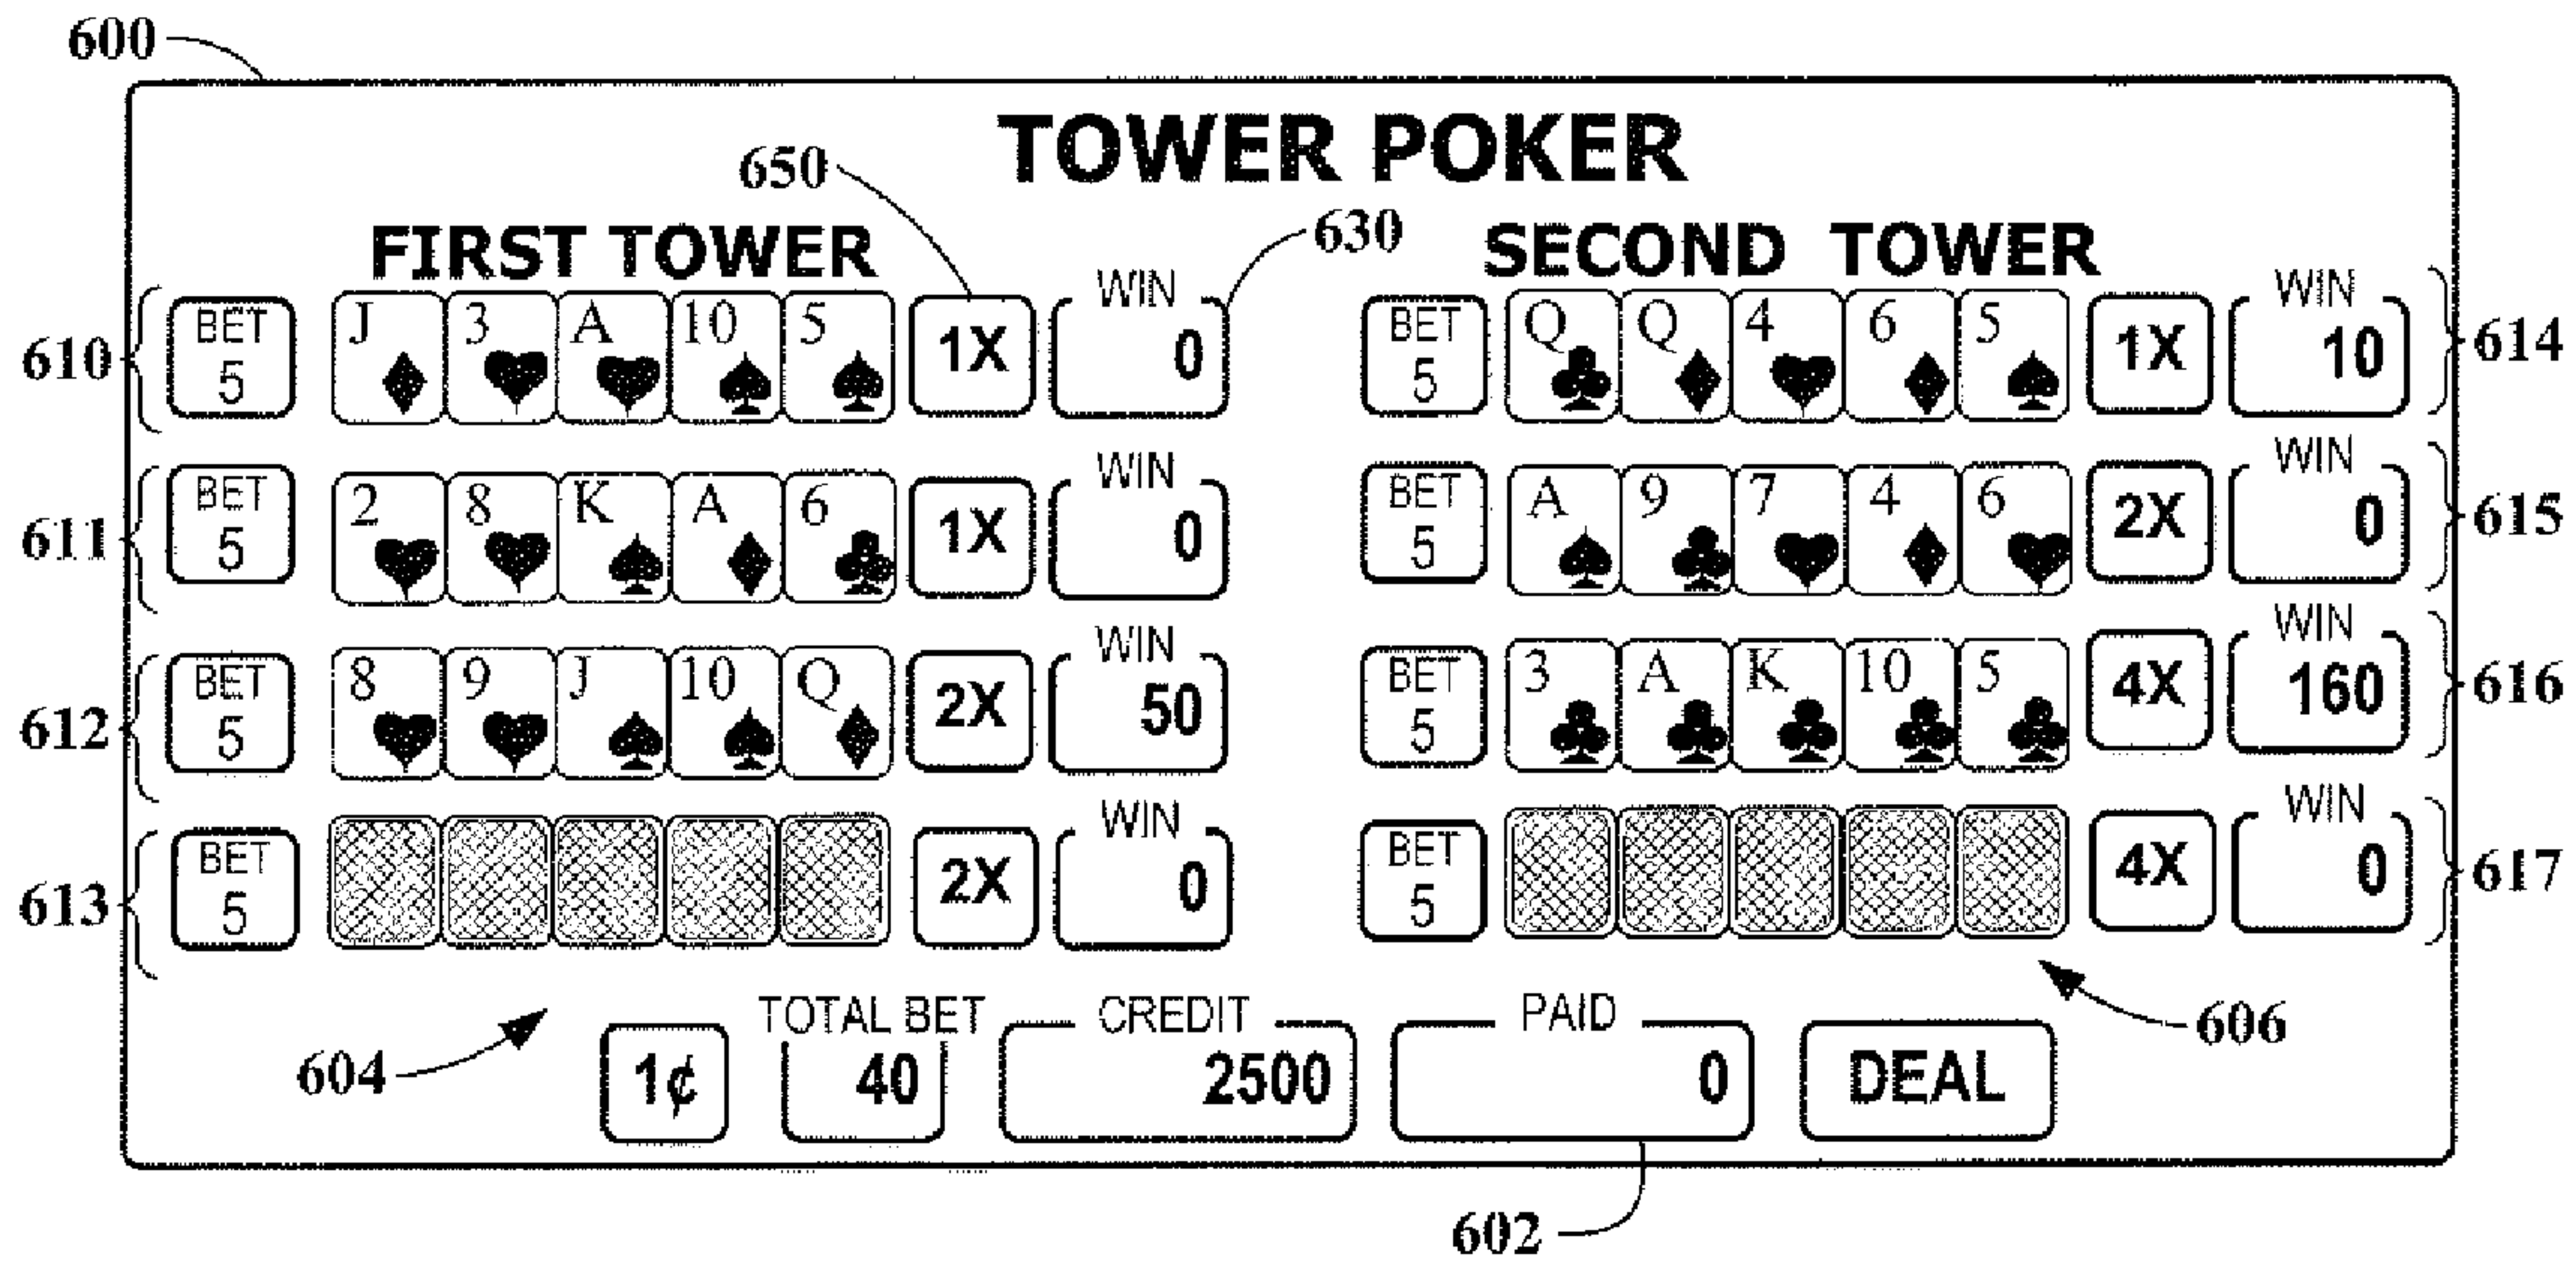 600
TOWER POKER
650
630
FIRST TOWER
SECOND TOWER
610
BET
5
J
3
A
10
5
1X
WIN
0
BET
5
Q
Q
4
6
5
1X
WIN
10
614
611
BET
5
2
8
K
A
6
1X
WIN
0
BET
5
A
9
7
4
6
2X
WIN
0
615
612
BET
5
8
9
J
10
Q
2X
WIN
50
BET
5
3
A
K
10
5
4X
WIN
160
616
613
BET
5
2X
WIN
0
BET
5
4X
WIN
0
617
604
1¢
TOTAL BET
40
CREDIT
2500
PAID
0
DEAL
606
602